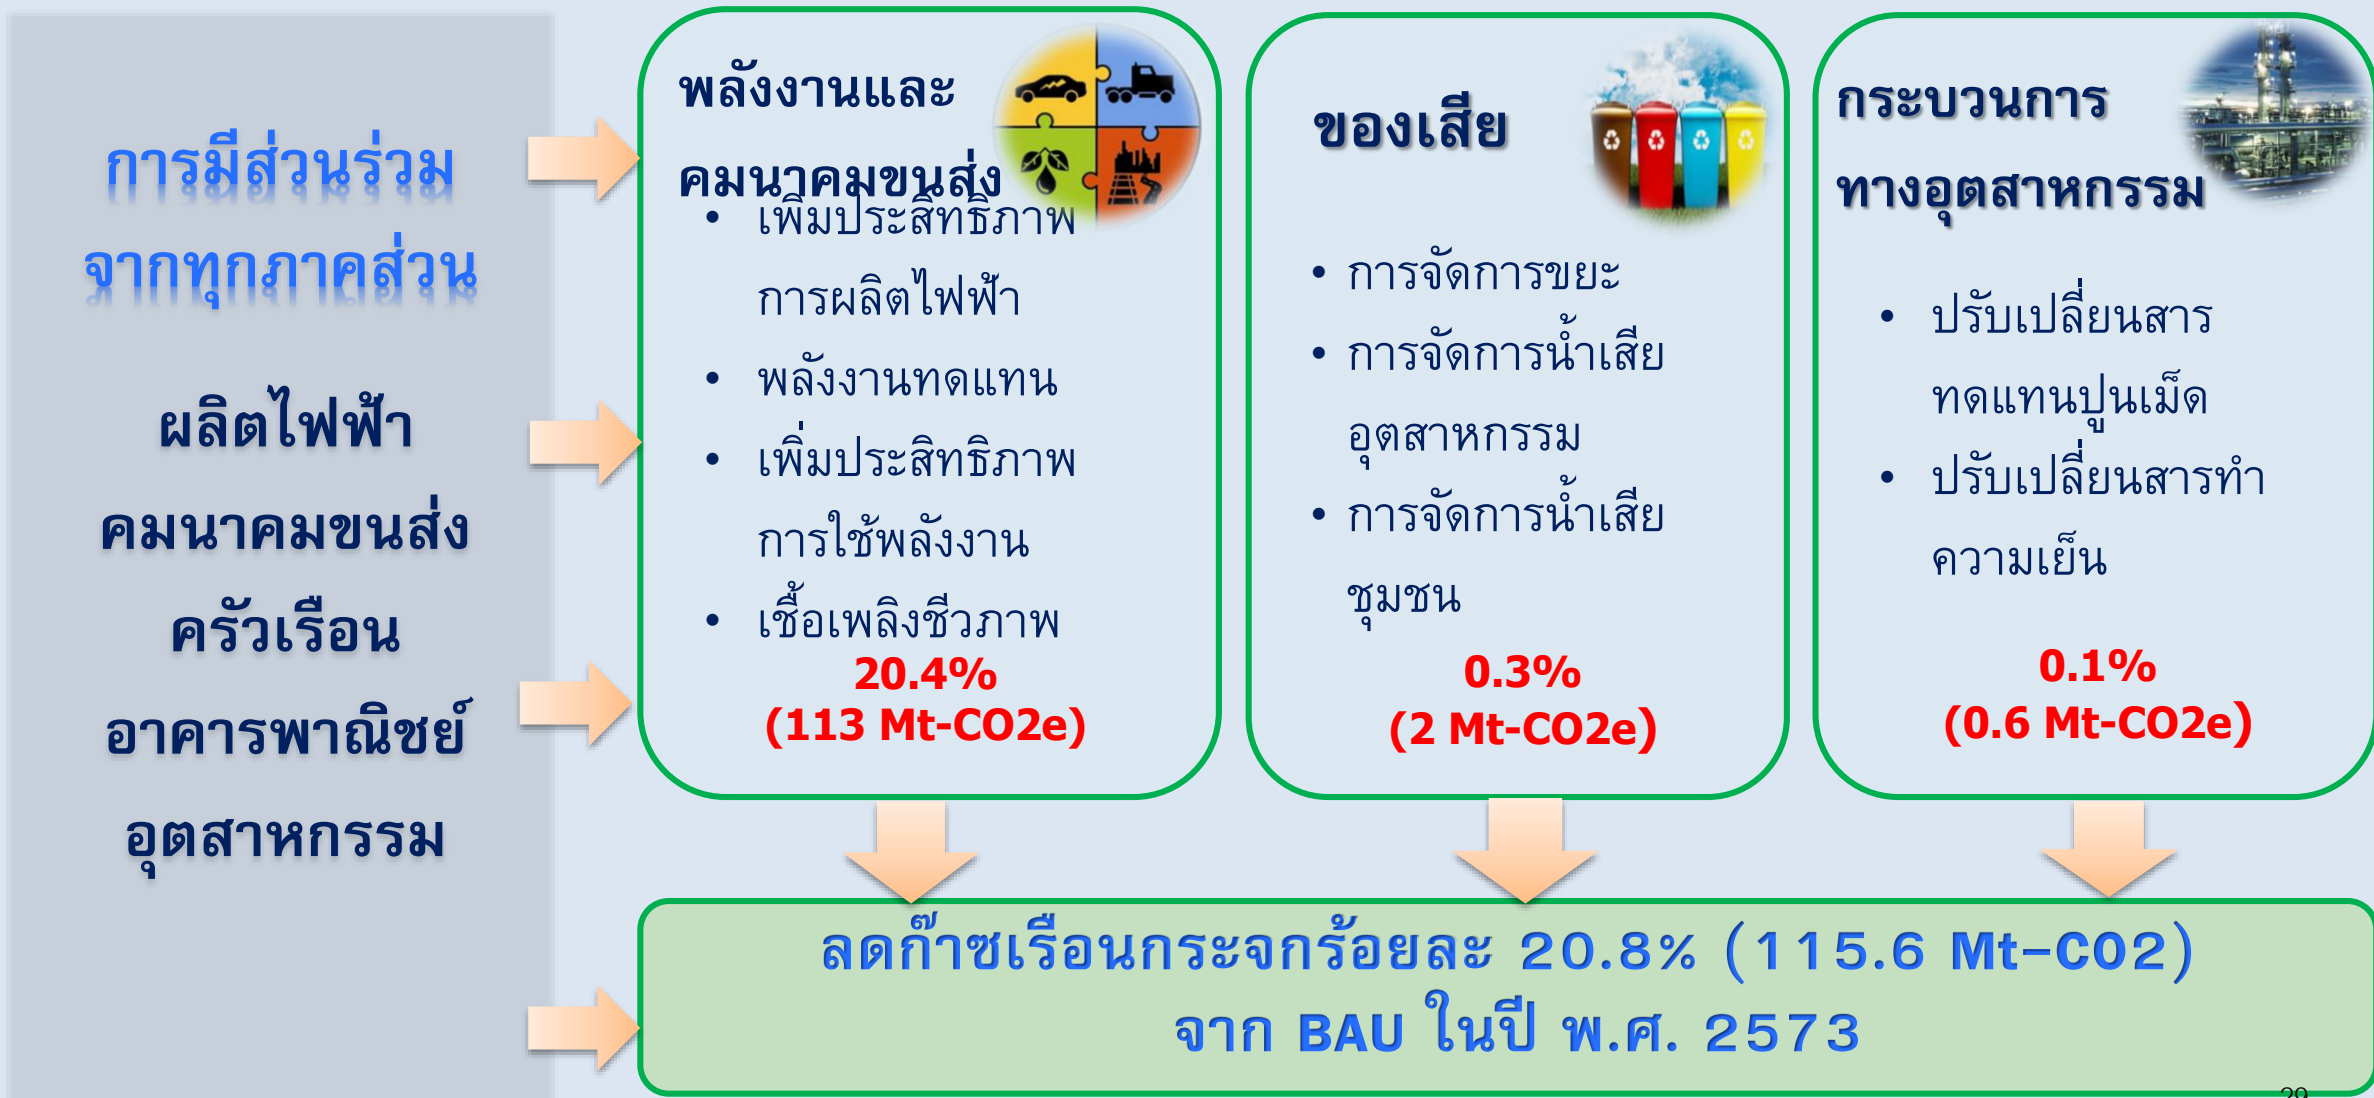 การมีส่วนร่วม
จากทุกภาคส่วน
ผลิตไฟฟ้า
คมนาคมขนส่ง
ครัวเรือน
อาคารพาณิชย์
อุตสาหกรรม
พลังงานและ
คมนาคมขนส่ง
• เพิ่มประสิทธิภาพ
การผลิตไฟฟ้า
• พลังงานทดแทน
• เพิ่มประสิทธิภาพ
การใช้พลังงาน
• เชื้อเพลิงชีวภาพ
20.4%
(113 Mt-CO2e)
ของเสีย
• การจัดการขยะ
• การจัดการน้ำเสีย
อุตสาหกรรม
• การจัดการน้ำเสีย
ชุมชน
0.3%
(2 Mt-CO2e)
กระบวนการ
ทางอุตสาหกรรม
• ปรับเปลี่ยนสาร
ทดแทนปูนเม็ด
• ปรับเปลี่ยนสารทำ
ความเย็น
0.1%
(0.6 Mt-CO2e)
ลดก๊าซเรือนกระจกร้อยละ 20.8% (115.6 Mt-CO2)
จาก BAU ในปี พ.ศ. 2573
29